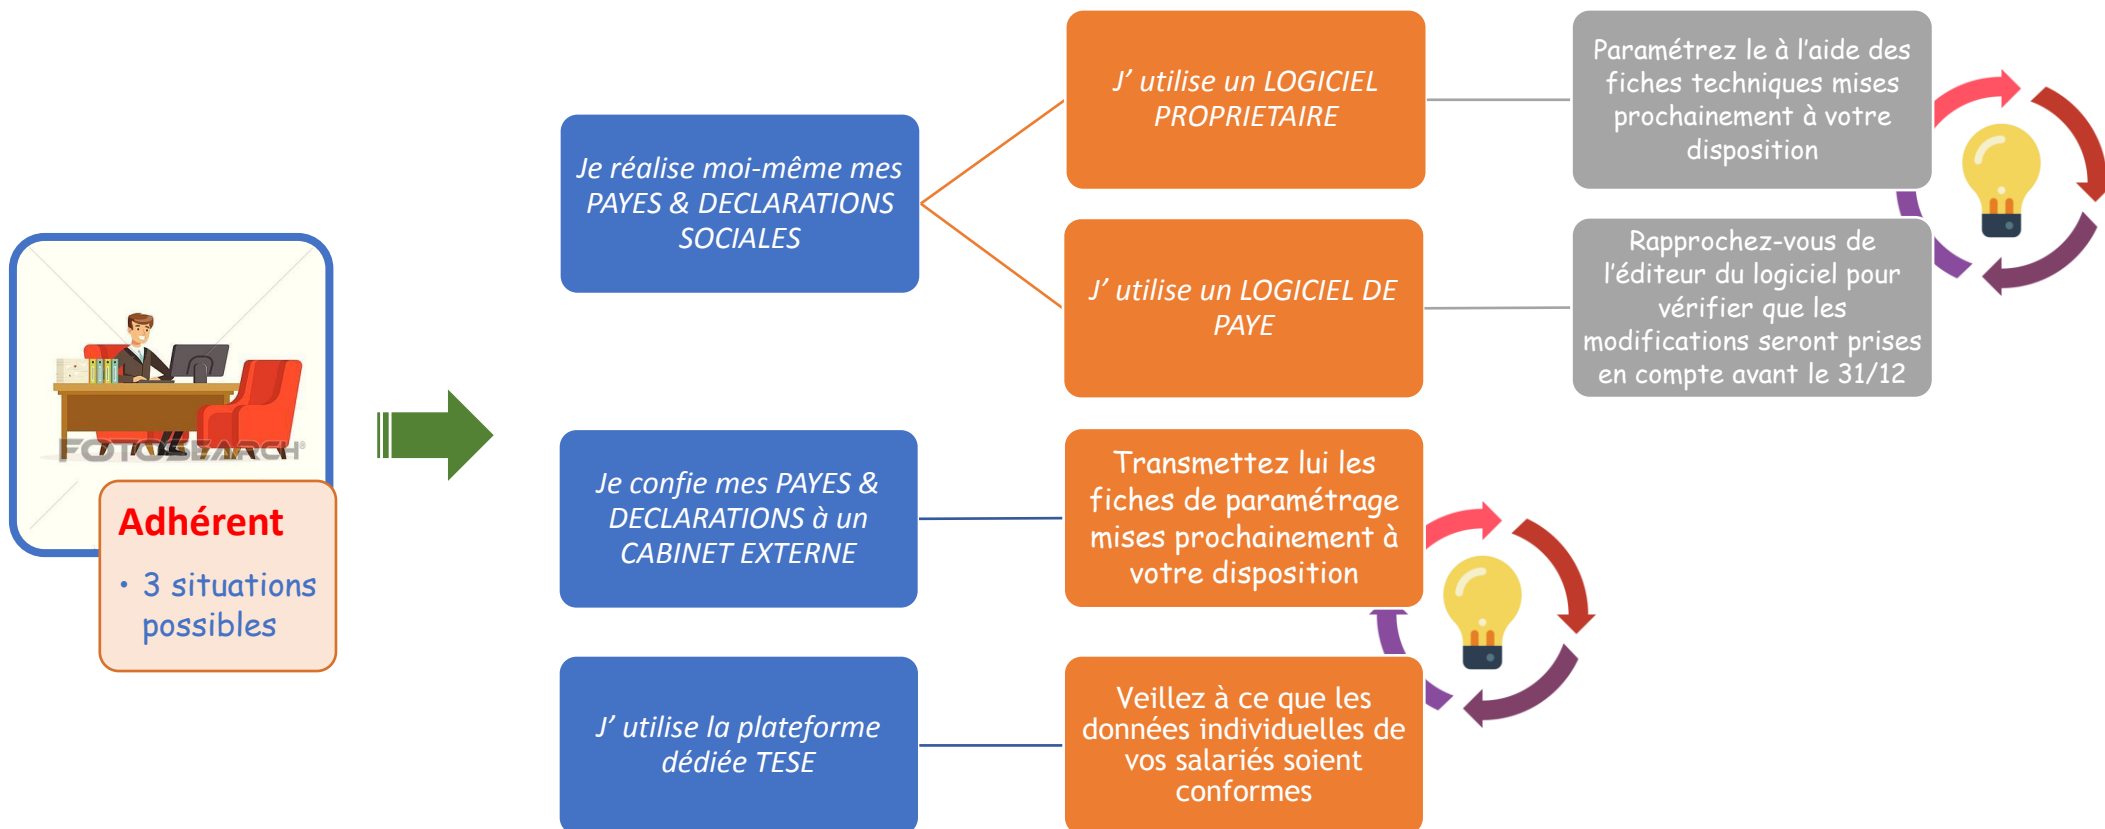 J' utilise un LOGICIEL
PROPRIETAIRE
Paramétrez le à l'aide des
fiches techniques mises
prochainement à votre
disposition
Je réalise moi-même mes
PAYES & DECLARATIONS
SOCIALES
J' utilise un LOGICIEL DE
PAYE
Rapprochez-vous de
l'éditeur du logiciel pour
vérifier que les
modifications seront prises
en compte avant le 31/12
FOTOSEARCH®
Adhérent
• 3 situations
possibles
Je confie mes PAYES &
DECLARATIONS à un
CABINET EXTERNE
Transmettez lui les
fiches de paramétrage
mises prochainement à
votre disposition
J' utilise la plateforme
dédiée TESE
Veillez à ce que les
données individuelles de
vos salariés soient
conformes